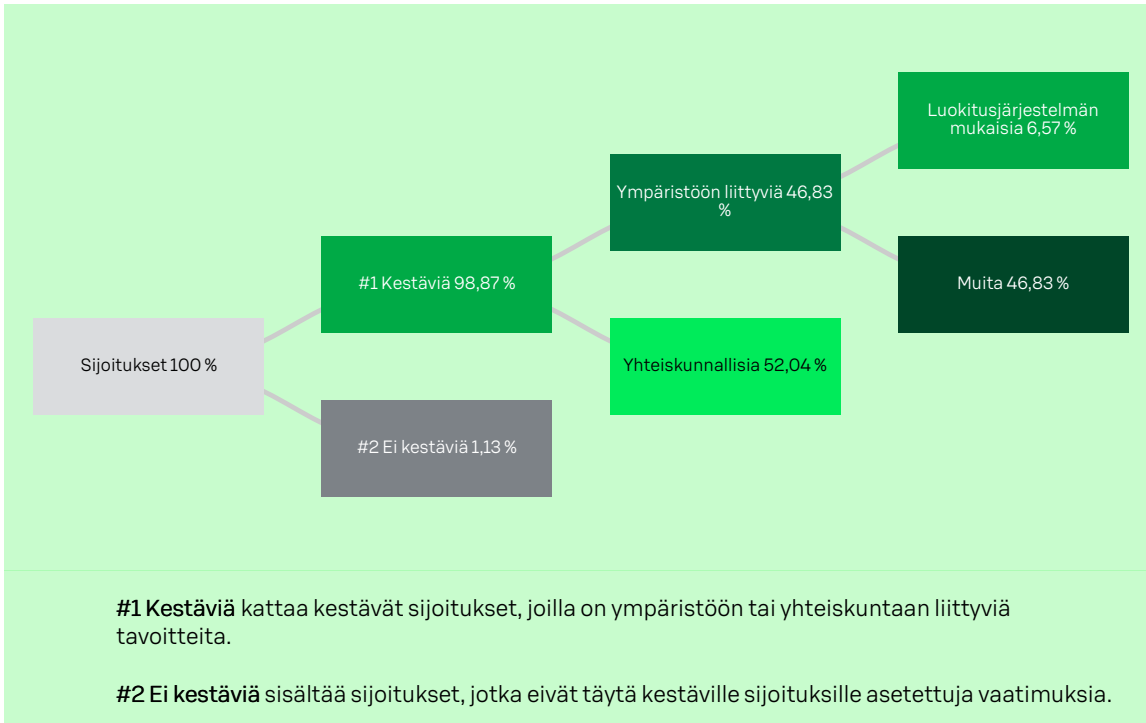 Luokitusjärjestelmän
mukaisia 6,57 %
Ympäristöön liittyviä 46,83
%
#1 Kestäviä 98,87 %
Muita 46,83 %
Sijoitukset 100 %
Yhteiskunnallisia 52,04 %
#2 Ei kestäviä 1,13 %
#1 Kestäviä kattaa kestävät sijoitukset, joilla on ympäristöön tai yhteiskuntaan liittyviä
tavoitteita.
#2 Ei kestäviä sisältää sijoitukset, jotka eivät täytä kestäville sijoituksille asetettuja vaatimuksia.